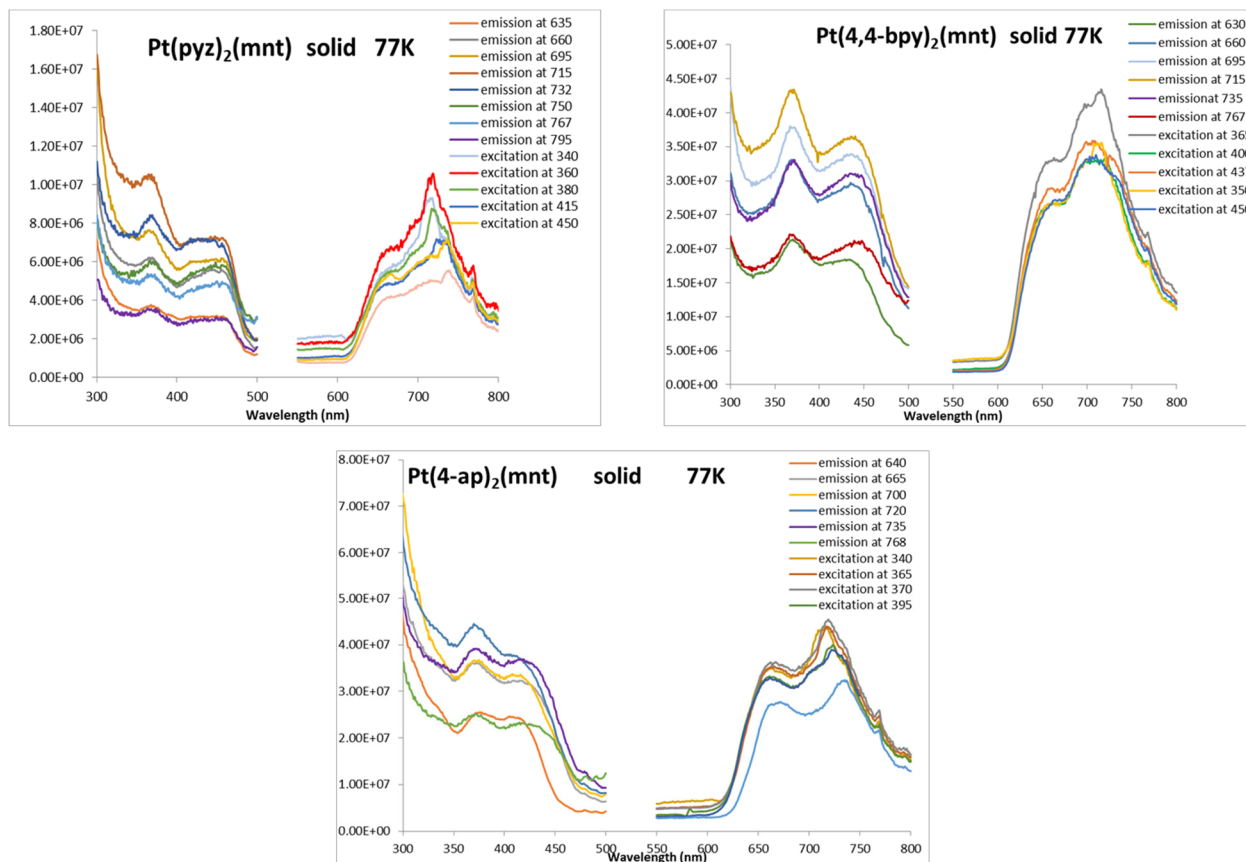 Pt(pyz)₂(mnt) solid 77K
1.80E+07
1.60E+07
1.40E+07
1.20E+07
1.00E+07
8.00E+06
6.00E+06
4.00E+06
2.00E+06
0.00E+00
300 400 500 600 700 800
Wavelength (nm)
emission at 635
emission at 660
emission at 695
emission at 715
emission at 732
emission at 750
emission at 767
emission at 795
excitation at 340
excitation at 360
excitation at 380
excitation at 415
excitation at 450
Pt(4,4-bpy)₂(mnt) solid 77K
5.00E+07
4.50E+07
4.00E+07
3.50E+07
3.00E+07
2.50E+07
2.00E+07
1.50E+07
1.00E+07
5.00E+06
0.00E+00
300 350 400 450 500 550 600 650 700 750 800
Wavelength (nm)
emission at 630
emission at 660
emission at 695
emission at 715
emissionat 735
emission at 767
excitation at 365
excitation at 400
excitation at 437
excitation at 350
excitation at 450
Pt(4-ap)₂(mnt) solid 77K
8.00E+07
7.00E+07
6.00E+07
5.00E+07
4.00E+07
3.00E+07
2.00E+07
1.00E+07
0.00E+00
300 350 400 450 500 550 600 650 700 750 800
Wavelength (nm)
emission at 640
emission at 665
emission at 700
emission at 720
emission at 735
emission at 768
excitation at 340
excitation at 365
excitation at 370
excitation at 395